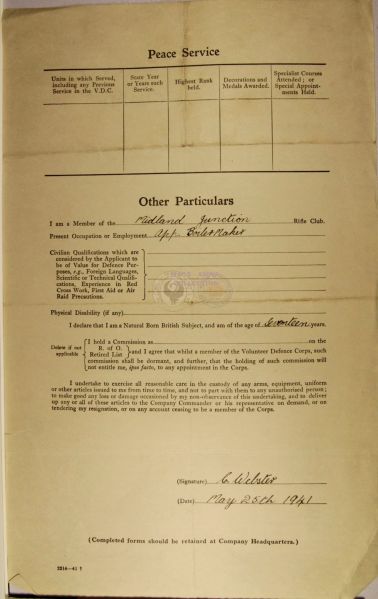 Peace Service
Units in which Served, including any Previous Service in the V.D.C.
State Year or Years each Service.
Highest Rank held.
Decorations and Medals Awarded.
Specialist Courses Attended; or Special Appointments Held.
Other Particulars
I am a Member of the Midland Junction Rifle Club.
Present Occupation or Employment App. Boiler Maker
Civilian Qualifications which are
considered by the Applicant to
be of Value for Defence Pur-
poses, e.g., Foreign Languages,
Scientific or Technical Qualifi-
cations, Experience in Red
Cross Work, First Aid or Air
Raid Precautions.
Physical Disability (if any)
I declare that I am a Natural Born British Subject, and am of the age of Seventeen years.
Delete if not applicable
I hold a Commission as on the
R. of O.
Retired List
and I agree that whilst a member of the Volunteer Defence Corps, such
commission shall be dormant, and further, that the holding of such commission will
not entitle me, ipso facto, to any appointment in the Corps.
I undertake to exercise all reasonable care in the custody of any arms, equipment, uniform
or other articles issued to me from time to time, and not to part with them to any unauthorised person;
to make good any loss or damage occasioned by my non-observance of this undertaking, and to deliver
up any or all of these articles to the Company Commander or his representative on demand, or on
tendering my resignation, or on account ceasing to be a member of the Corps.
(Signature) C Webster
(Date) May 25th 1941
(Completed forms should be retained at Company Headquarters.)